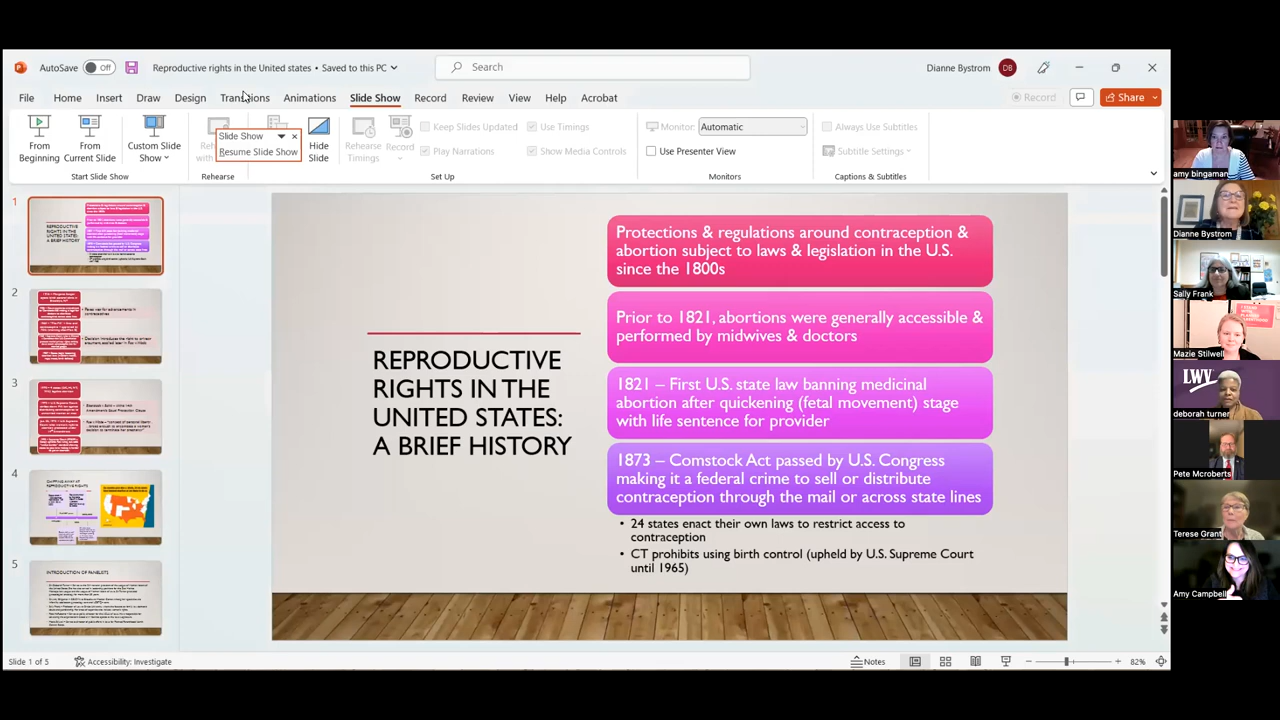 AutoSave Off Reproductive rights in the United states • Saved to this PC Search Dianne Bystrom DB
File Home Insert Draw Design Transitions Animations Slide Show Record Review View Help Acrobat Record Share
From Beginning
From Current Slide
Custom Slide Show
Slide Show
Resume Slide Show
Hide Slide
Rehearse Timings
Record
Keep Slides Updated
Play Narrations
Use Timings
Show Media Controls
Monitor Automatic
Use Presenter View
Always Use Subtitles
Subtitle Settings
Start Slide Show Rehearse Set Up Monitors Captions & Subtitles
1
2
3
4
5
REPRODUCTIVE
RIGHTS IN THE
UNITED STATES:
A BRIEF HISTORY
Protections & regulations around contraception &
abortion subject to laws & legislation in the U.S.
since the 1800s
Prior to 1821, abortions were generally accessible &
performed by midwives & doctors
1821 – First U.S. state law banning medicinal
abortion after quickening (fetal movement) stage
with life sentence for provider
1873 – Comstock Act passed by U.S. Congress
making it a federal crime to sell or distribute
contraception through the mail or across state lines
• 24 states enact their own laws to restrict access to
contraception
• CT prohibits using birth control (upheld by U.S. Supreme Court
until 1965)
Slide 1 of 5 Accessibility: Investigate Notes 82%
amy bingaman
Dianne Bystrom
Sally Frank
Mazie Stilwell
LWV
deborah turner
Pete Mcroberts
Terese Grant
Amy Campbell